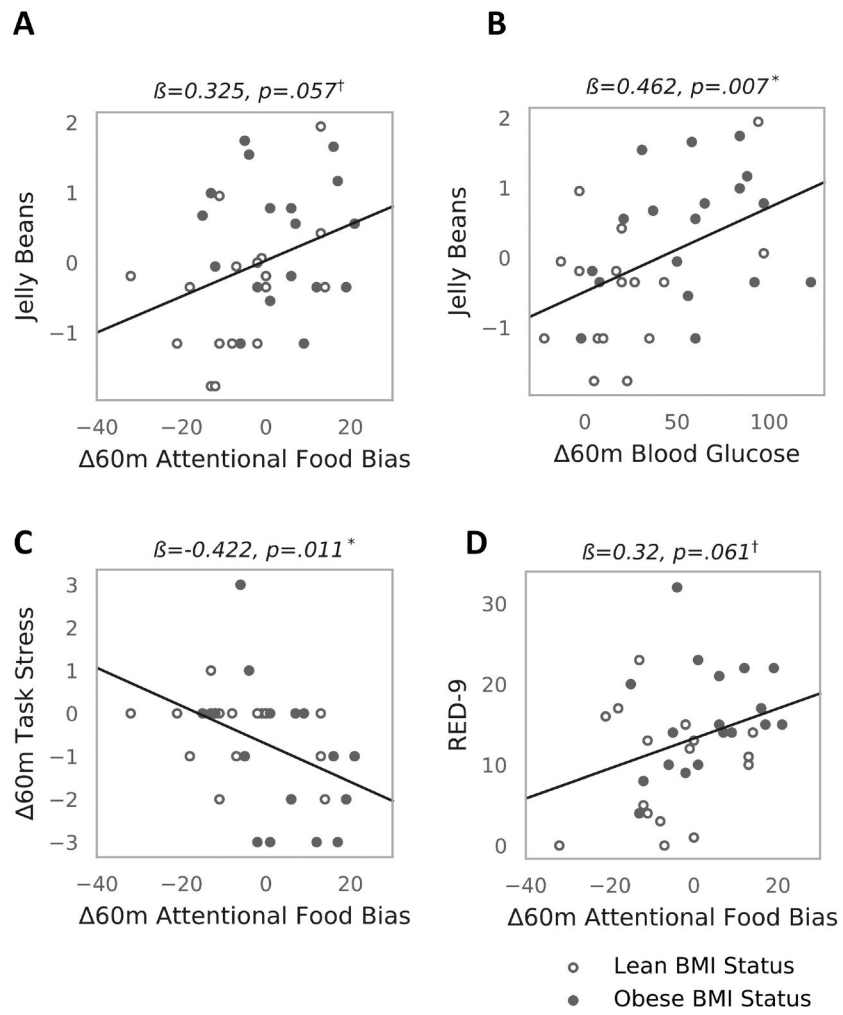 A
ß=0.325, p=.057†
2
1
0
−1
Jelly Beans
−40 −20 0 20
Δ60m Attentional Food Bias
B
ß=0.462, p=.007*
2
1
0
−1
Jelly Beans
0 50 100
Δ60m Blood Glucose
C
ß=-0.422, p=.011*
3
2
1
0
−1
−2
−3
Δ60m Task Stress
−40 −20 0 20
Δ60m Attentional Food Bias
D
ß=0.32, p=.061†
30
20
10
0
RED-9
−40 −20 0 20
Δ60m Attentional Food Bias
Lean BMI Status
Obese BMI Status